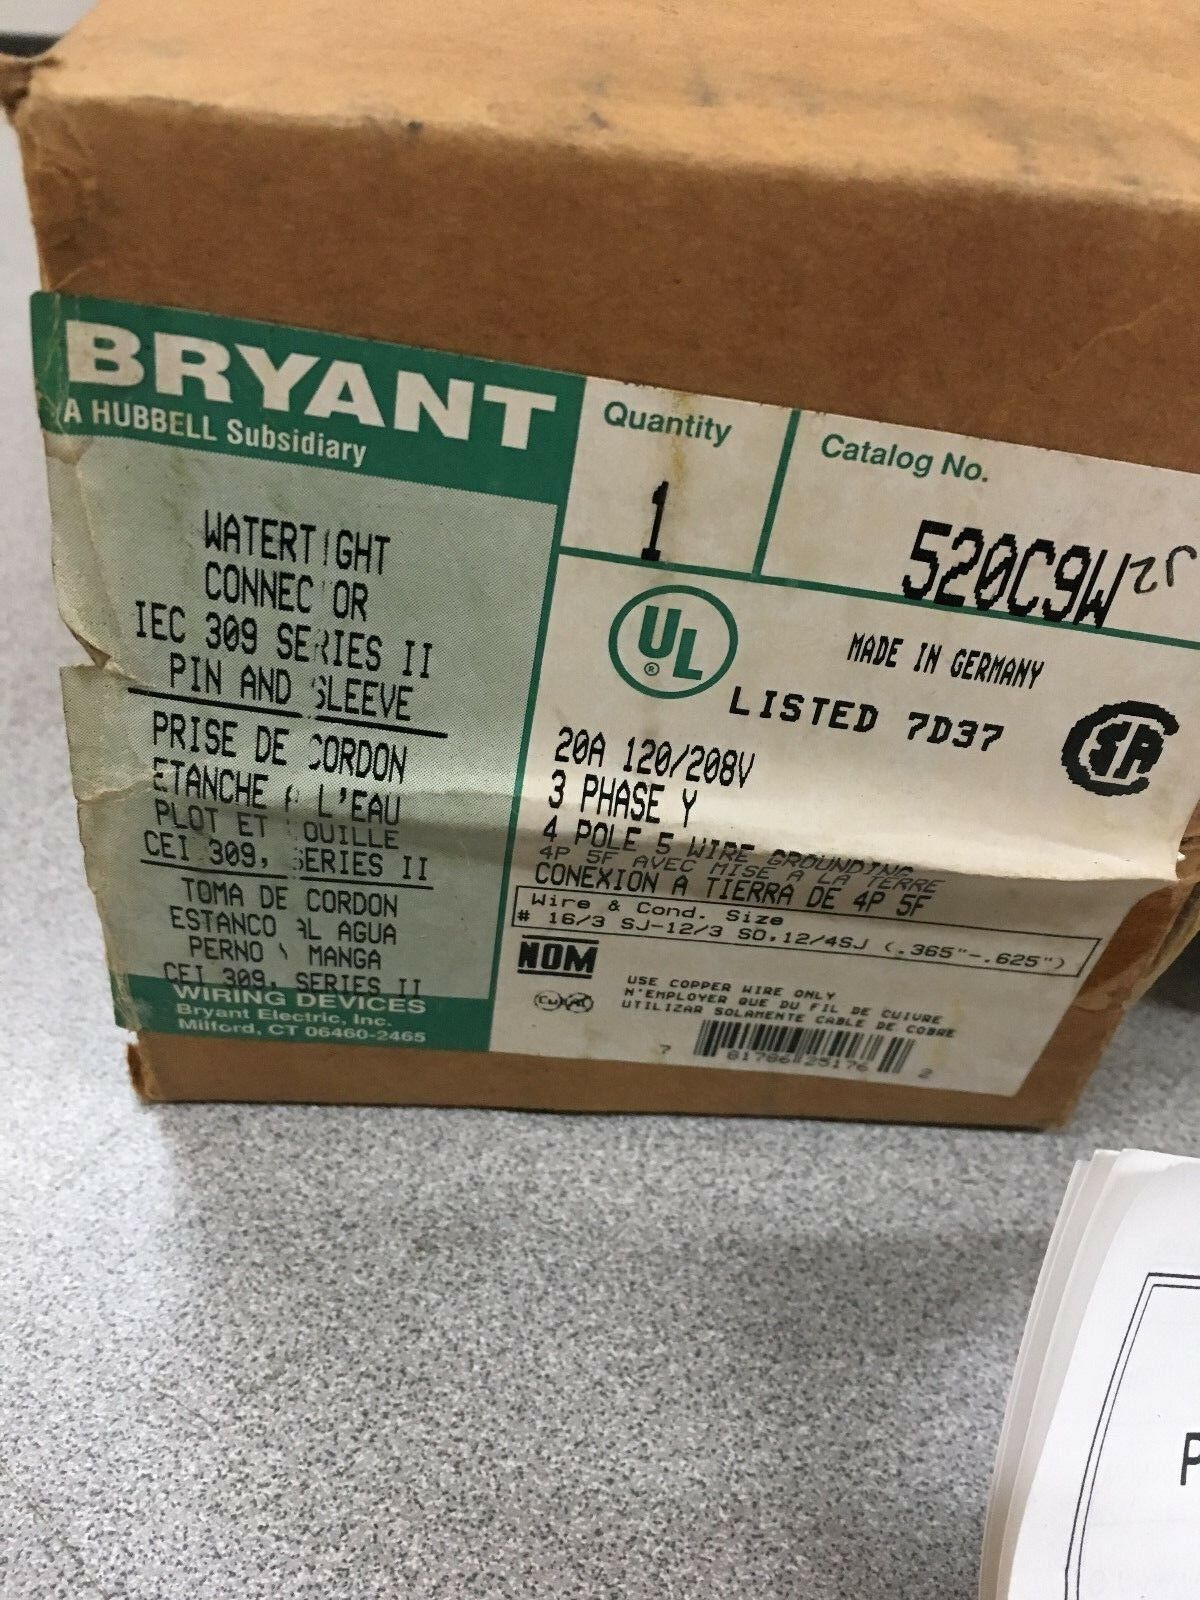 BRYANT
A HUBBELL Subsidiary
WATERTIGHT
CONNECTOR
IEC 309 SERIES II
PIN AND SLEEVE
PRISE DE CORDON
ETANCHE A L'EAU
PLOT ET DOUILLE
CEI 309, SERIES II
TOMA DE CORDON
ESTANCO AL AGUA
PERNO Y MANGA
CEI 309, SERIES II
WIRING DEVICES
Bryant Electric, Inc.
Milford, CT 06460-2465
Quantity
1
Catalog No.
520C9W
MADE IN GERMANY
UL ®
LISTED 7D37
20A 120/208V
3 PHASE Y
4 POLE 5 WIRE GROUNDING
4P 5F AVEC MISE A LA TERRE
CONEXION A TIERRA DE 4P 5F
Wire & Cond. Size
# 16/3 SJ-12/3 SO,12/4SJ (.365"-.625")
NOM
USE COPPER WIRE ONLY
N'EMPLOYER QUE DU FIL DE CUIVRE
UTILIZAR SOLAMENTE CABLE DE COBRE
7 81786 25176 2
P